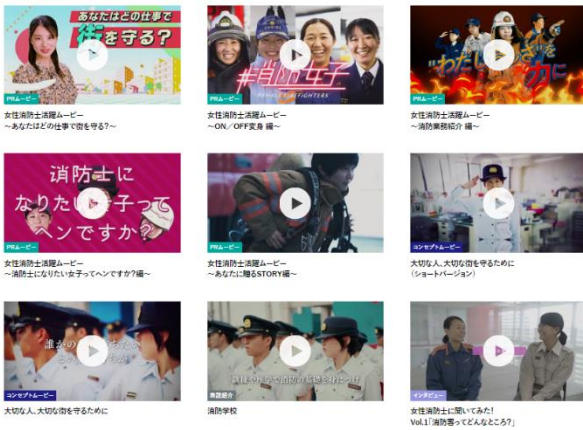 あなたはどの仕事で
街を守る?
PRムービー
女性消防士活躍ムービー
～あなたはどの仕事で街を守る?～
#消防女子
PRムービー
女性消防士活躍ムービー
～ON／OFF変身 編～
PRムービー
女性消防士活躍ムービー
～消防業務紹介 編～
消防士に
なりたい女子って
ヘンですか?
PRムービー
女性消防士活躍ムービー
～消防士になりたい女子ってヘンですか?編～
PRムービー
女性消防士活躍ムービー
～あなたに贈るSTORY編～
コンセプトムービー
大切な人、大切な街を守るために
（ショートバージョン）
コンセプトムービー
大切な人、大切な街を守るために
消防学校
インタビュー
女性消防士に聞いてみた!
Vol.1「消防署ってどんなところ?」